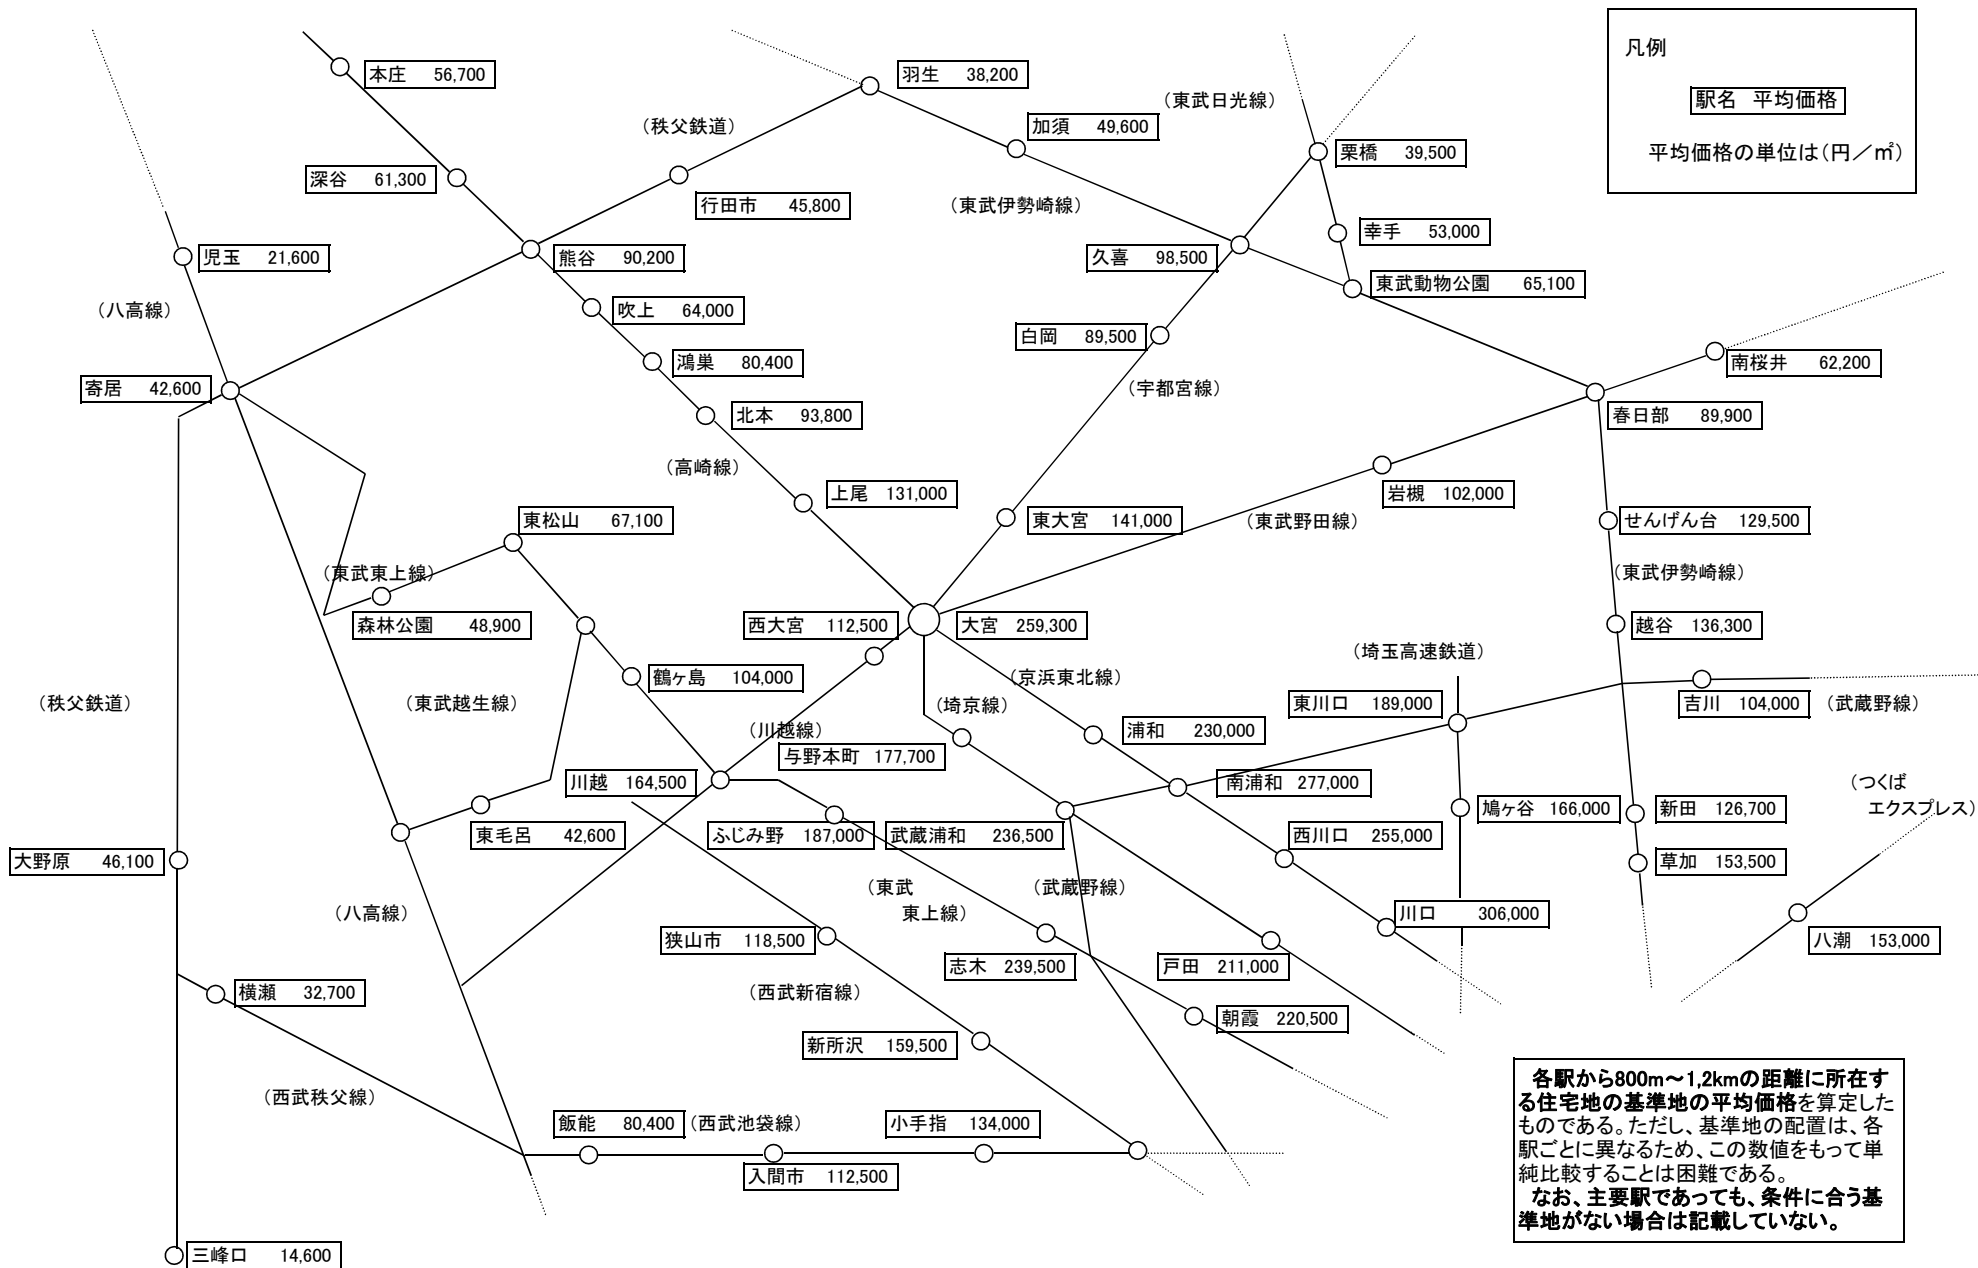 凡例
駅名 平均価格
平均価格の単位は(円/㎡)
本庄 56,700
羽生 38,200
(東武日光線)
(秩父鉄道)
加須 49,600
栗橋 39,500
深谷 61,300
行田市 45,800
(東武伊勢崎線)
幸手 53,000
児玉 21,600
熊谷 90,200
久喜 98,500
東武動物公園 65,100
(八高線)
吹上 64,000
白岡 89,500
鴻巣 80,400
南桜井 62,200
寄居 42,600
(宇都宮線)
北本 93,800
春日部 89,900
(高崎線)
上尾 131,000
岩槻 102,000
東松山 67,100
東大宮 141,000
(東武野田線)
せんげん台 129,500
(東武東上線)
(東武伊勢崎線)
森林公園 48,900
西大宮 112,500
大宮 259,300
越谷 136,300
(埼玉高速鉄道)
鶴ヶ島 104,000
(京浜東北線)
(秩父鉄道)
(東武越生線)
(埼京線)
東川口 189,000
吉川 104,000
(武蔵野線)
(川越線)
浦和 230,000
与野本町 177,700
川越 164,500
南浦和 277,000
(つくば
エクスプレス)
東毛呂 42,600
ふじみ野 187,000
武蔵浦和 236,500
西川口 255,000
鳩ヶ谷 166,000
新田 126,700
大野原 46,100
草加 153,500
(八高線)
(東武
東上線)
(武蔵野線)
川口 306,000
狭山市 118,500
志木 239,500
戸田 211,000
八潮 153,000
横瀬 32,700
(西武新宿線)
朝霞 220,500
新所沢 159,500
(西武秩父線)
飯能 80,400
(西武池袋線)
小手指 134,000
入間市 112,500
三峰口 14,600
各駅から800m~1,2kmの距離に所在す
る住宅地の基準地の平均価格を算定した
ものである。ただし、基準地の配置は、各
駅ごとに異なるため、この数値をもって単
純比較することは困難である。
なお、主要駅であっても、条件に合う基
準地がない場合は記載していない。